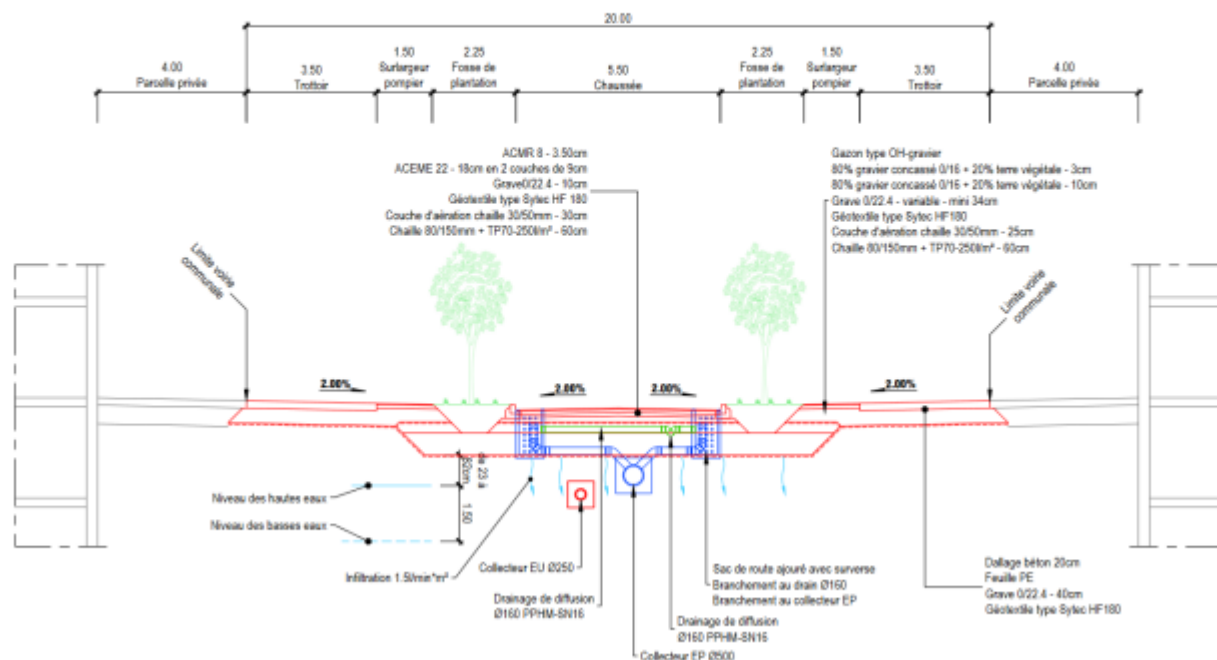 20.00
4.00
Parcelle privée
3.50
Trottoir
1.50
Surlargeur
pompier
2.25
Fosse de
plantation
5.50
Chaussée
2.25
Fosse de
plantation
1.50
Surlargeur
pompier
3.50
Trottoir
4.00
Parcelle privée
ACMR 8 - 3.50cm
ACEME 22 - 18cm en 2 couches de 9cm
Grave0/22.4 - 10cm
Géotextile type Sytec HF 180
Couche d'aération chaille 30/50mm - 30cm
Chaille 80/150mm + TP70-250l/m³ - 60cm
Gazon type OH-gravier
80% gravier concassé 0/16 + 20% terre végétale - 3cm
80% gravier concassé 0/16 + 20% terre végétale - 10cm
Grave 0/22.4 - variable - mini 34cm
Géotextile type Sytec HF180
Couche d'aération chaille 30/50mm - 25cm
Chaille 80/150mm + TP70-250l/m³ - 60cm
Limite voirie
communale
Limite voirie
communale
2.00%
2.00%
2.00%
2.00%
de 23 à
62cm
1.50
Niveau des hautes eaux
Niveau des basses eaux
Infiltration 1.5l/min*m²
Collecteur EU Ø250
Drainage de diffusion
Ø160 PPHM-SN16
Collecteur EP Ø500
Drainage de diffusion
Ø160 PPHM-SN16
Sac de route ajouré avec surverse
Branchement au drain Ø160
Branchement au collecteur EP
Dallage béton 20cm
Feuille PE
Grave 0/22.4 - 40cm
Géotextile type Sytec HF180